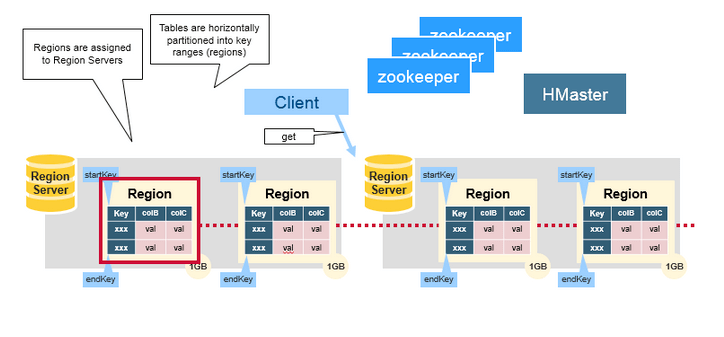 Tables are horizontally
partitioned into key
ranges (regions)
Regions are assigned
to Region Servers
zookeeper
zookeeper
zookeeper
HMaster
Client
get
Region
Server
startKey
Region
Key colB colC
xxx val val
xxx val val
1GB
endKey
startKey
Region
Key colB colC
xxx val val
xxx val val
1GB
endKey
Region
Server
startKey
Region
Key colB colC
xxx val val
xxx val val
1GB
endKey
startKey
Region
Key colB colC
xxx val val
xxx val val
1GB
endKey